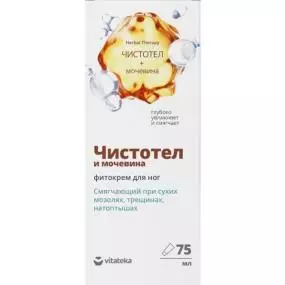 Herbal Therapy
ЧИСТОТЕЛ
+
МОЧЕВИНА
глубоко
увлажняет
и смягчает
Чистотел
и мочевина
фитокрем для ног
Смягчающий при сухих
мозолях, трещинах,
натоптышах
vitateka
75
мл